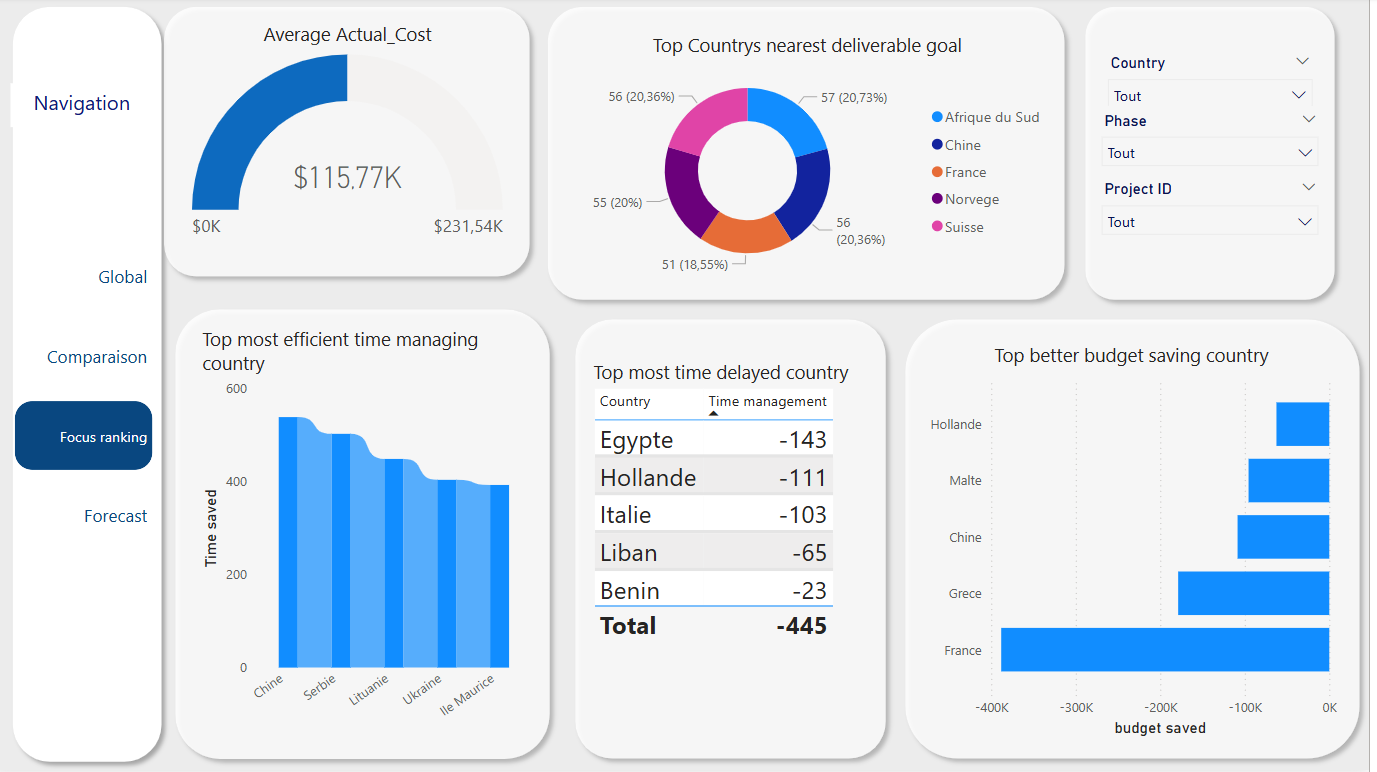 Navigation
Global
Comparaison
Focus ranking
Forecast
Average Actual_Cost
$115,77K
$0K
$231,54K
Top Countrys nearest deliverable goal
56 (20,36%)
57 (20,73%)
55 (20%)
56
(20,36%)
51 (18,55%)
Afrique du Sud
Chine
France
Norvege
Suisse
Country
Tout
Phase
Tout
Project ID
Tout
Top most efficient time managing
country
Time saved
600
400
200
0
Chine
Serbie
Lituanie
Ukraine
Ile Maurice
Top most time delayed country
Country Time management
Egypte -143
Hollande -111
Italie -103
Liban -65
Benin -23
Total -445
Top better budget saving country
Hollande
Malte
Chine
Grece
France
-400K -300K -200K -100K 0K
budget saved